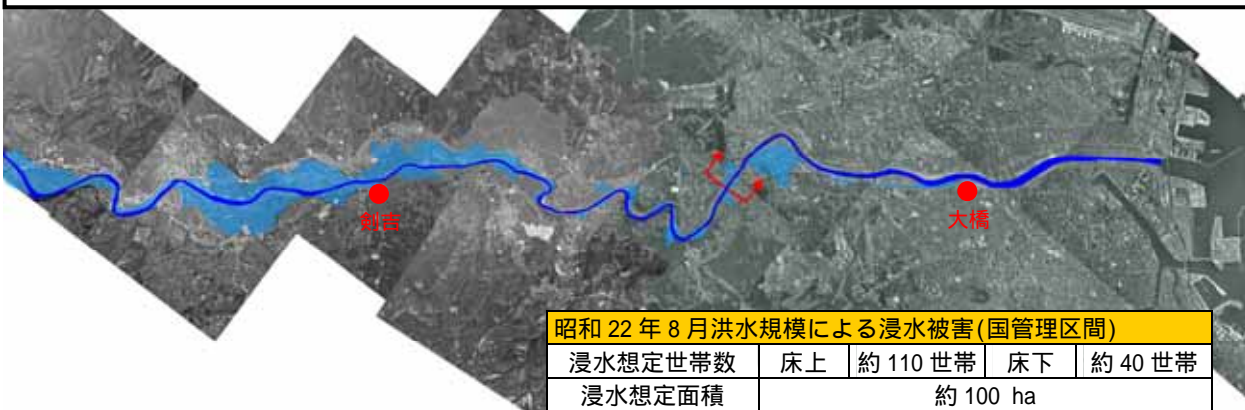 剣吉
大橋
昭和 22 年 8 月洪水規模による浸水被害(国管理区間)
浸水想定世帯数 床上 約 110 世帯 床下 約 40 世帯
浸水想定面積 約 100 ha